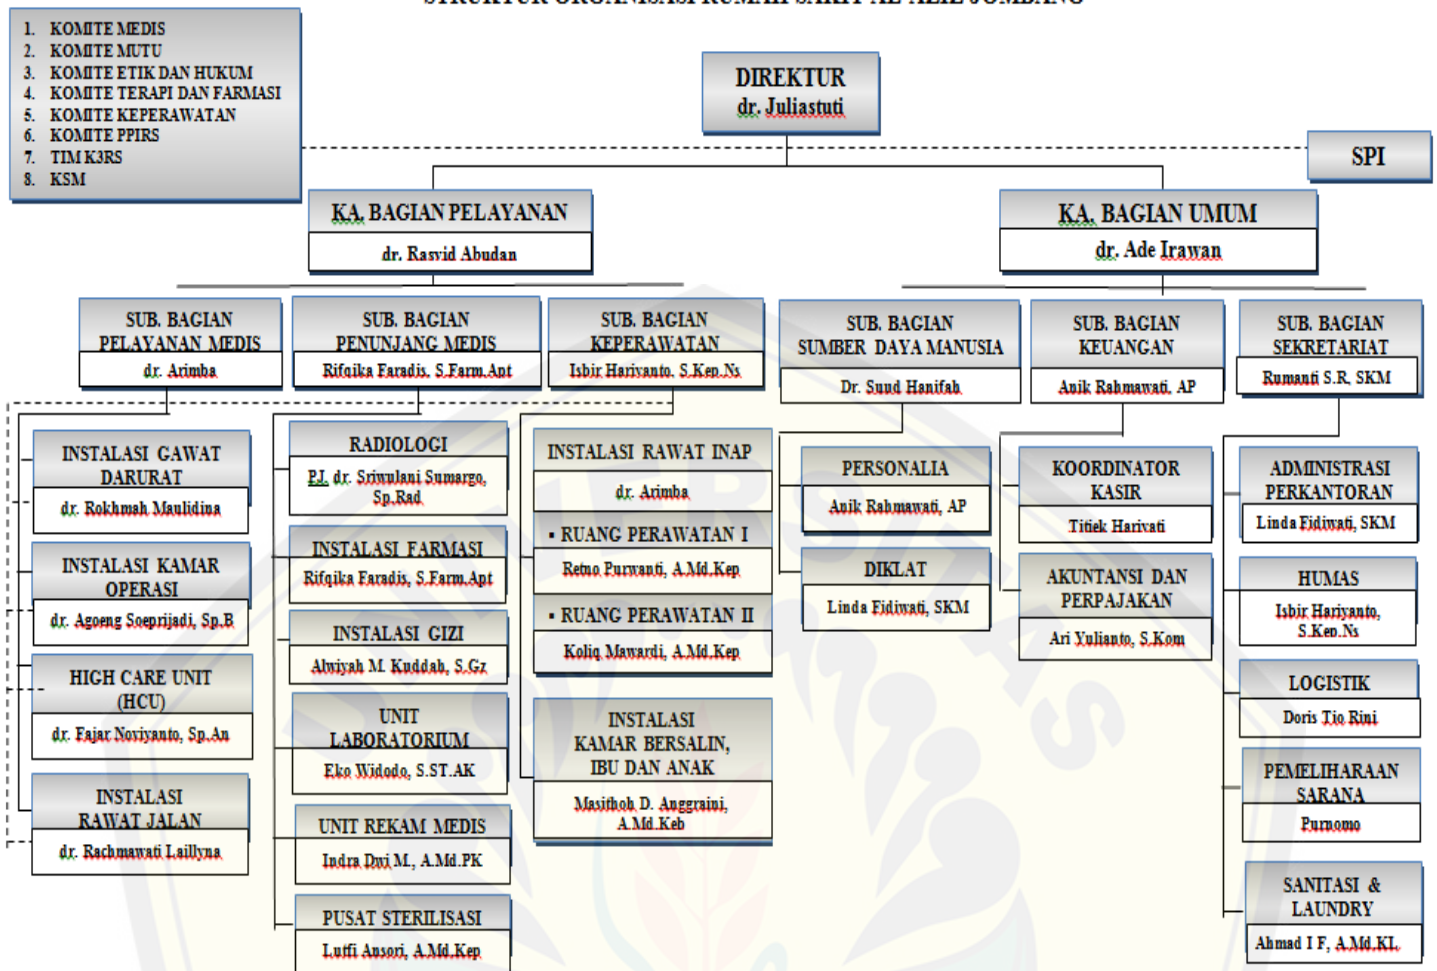 STRUKTUR ORGANISASI RUMAH SAKIT AL-AZIZ JOMBANG
1. KOMITE MEDIS
2. KOMITE MUTU
3. KOMITE ETIK DAN HUKUM
4. KOMITE TERAPI DAN FARMASI
5. KOMITE KEPERAWATAN
6. KOMITE PPIRS
7. TIM K3RS
8. KSM
DIREKTUR
dr. Juliastuti
SPI
KA. BAGIAN PELAYANAN
dr. Rasyid Abudan
KA. BAGIAN UMUM
dr. Ade Irawan
SUB. BAGIAN
PELAYANAN MEDIS
dr. Arimba
SUB. BAGIAN
PENUNJANG MEDIS
Rifqika Faradis, S.Farm.Apt
SUB. BAGIAN
KEPERAWATAN
Isbir Hariyanto, S.Kep.Ns
SUB. BAGIAN
SUMBER DAYA MANUSIA
Dr. Suud Hanifah
SUB. BAGIAN
KEUANGAN
Anik Rahmawati, AP
SUB. BAGIAN
SEKRETARIAT
Rumanti S.R, SKM
INSTALASI GAWAT
DARURAT
dr. Rokhmah Maulidina
INSTALASI KAMAR
OPERASI
dr. Agoeng Soeprijadi, Sp.B
HIGH CARE UNIT
(HCU)
dr. Fajar Noviyanto, Sp.An
INSTALASI
RAWAT JALAN
dr. Rachmawati Laillyna
RADIOLOGI
PJ. dr. Sriwulani Sumargo,
Sp.Rad
INSTALASI FARMASI
Rifqika Faradis, S.Farm.Apt
INSTALASI GIZI
Alwiyah M. Kuddah, S.Gz
UNIT
LABORATORIUM
Eko Widodo, S.ST.AK
UNIT REKAM MEDIS
Indra Dwi M., A.Md.PK
PUSAT STERILISASI
Lutfi Ansori, A.Md.Kep
INSTALASI RAWAT INAP
dr. Arimba
▪ RUANG PERAWATAN I
Retno Purwanti, A.Md.Kep
▪ RUANG PERAWATAN II
Koliq Mawardi, A.Md.Kep
INSTALASI
KAMAR BERSALIN,
IBU DAN ANAK
Masithoh D. Anggraini,
A.Md.Keb
PERSONALIA
Anik Rahmawati, AP
DIKLAT
Linda Fidiwati, SKM
KOORDINATOR
KASIR
Titiek Harivati
AKUNTANSI DAN
PERPAJAKAN
Ari Yulianto, S.Kom
ADMINISTRASI
PERKANTORAN
Linda Fidiwati, SKM
HUMAS
Isbir Hariyanto,
S.Kep.Ns
LOGISTIK
Doris Tio Rini
PEMELIHARAAN
SARANA
Purnomo
SANITASI &
LAUNDRY
Ahmad I F, A.Md.KL
UNIVERSITAS